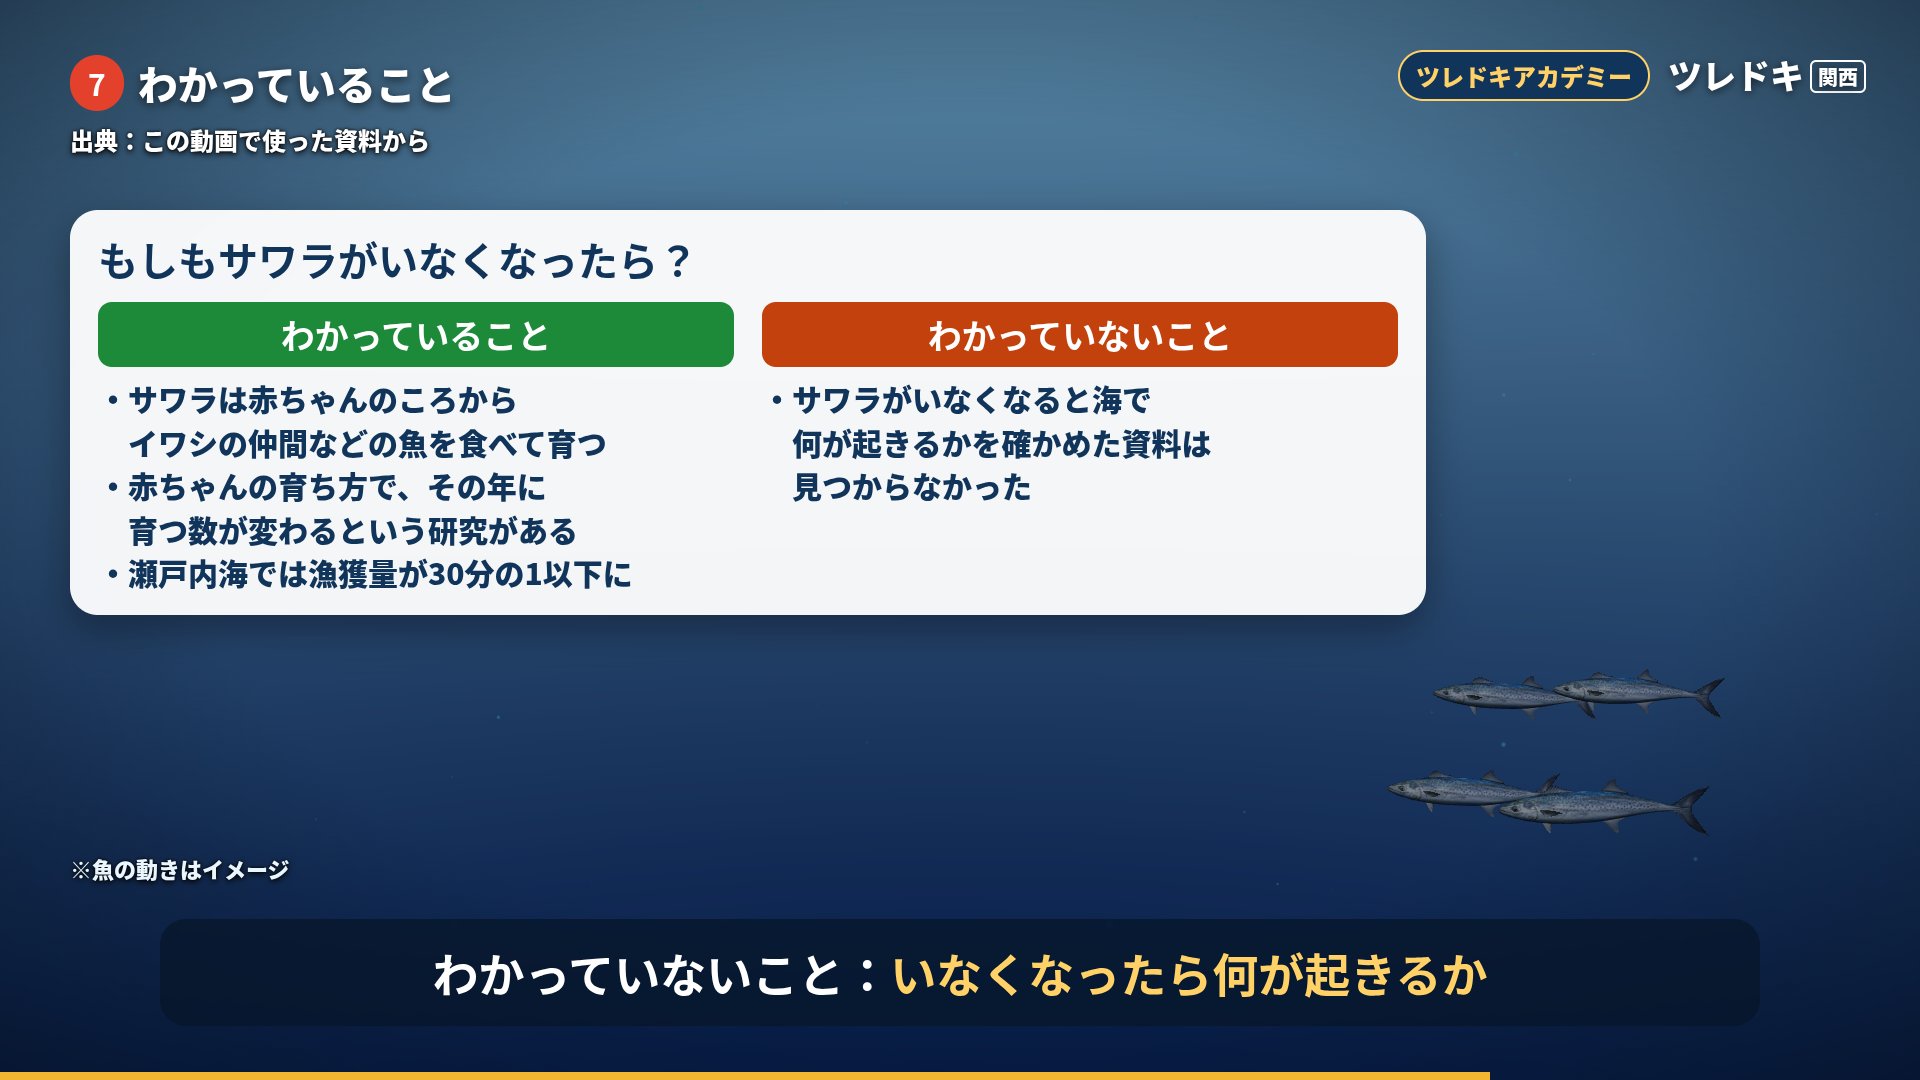 7 わかっていること
出典：この動画で使った資料から
ツレドキアカデミー ツレドキ 関西
もしもサワラがいなくなったら？
わかっていること
・サワラは赤ちゃんのころから
イワシの仲間などの魚を食べて育つ
・赤ちゃんの育ち方で、その年に
育つ数が変わるという研究がある
・瀬戸内海では漁獲量が30分の1以下に
わかっていないこと
・サワラがいなくなると海で
何が起きるかを確かめた資料は
見つからなかった
※魚の動きはイメージ
わかっていないこと：いなくなったら何が起きるか